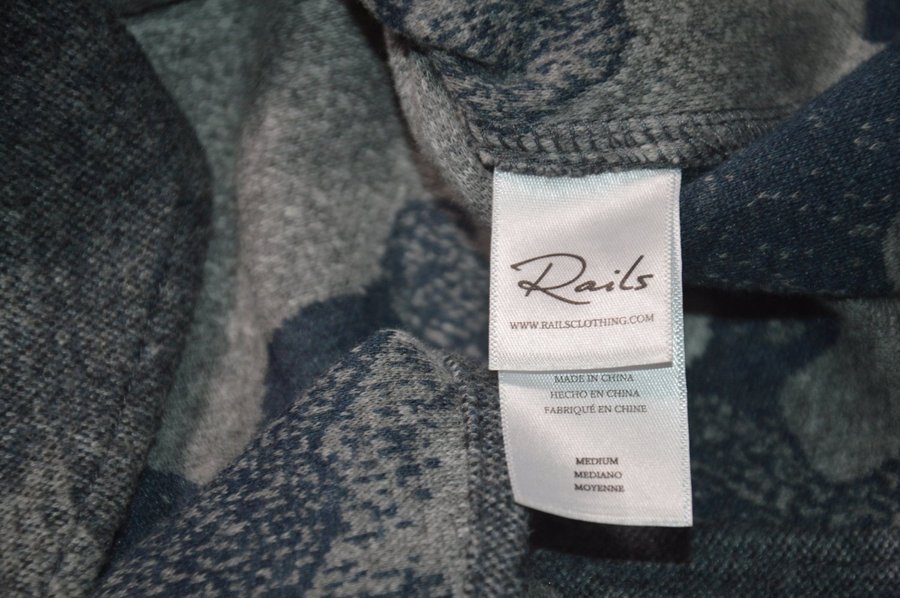 Rails
WWW.RAILSCLOTHING.COM
MADE IN CHINA
HECHO EN CHINA
FABRIQUÉ EN CHINE
MEDIUM
MEDIANO
MOYENNE